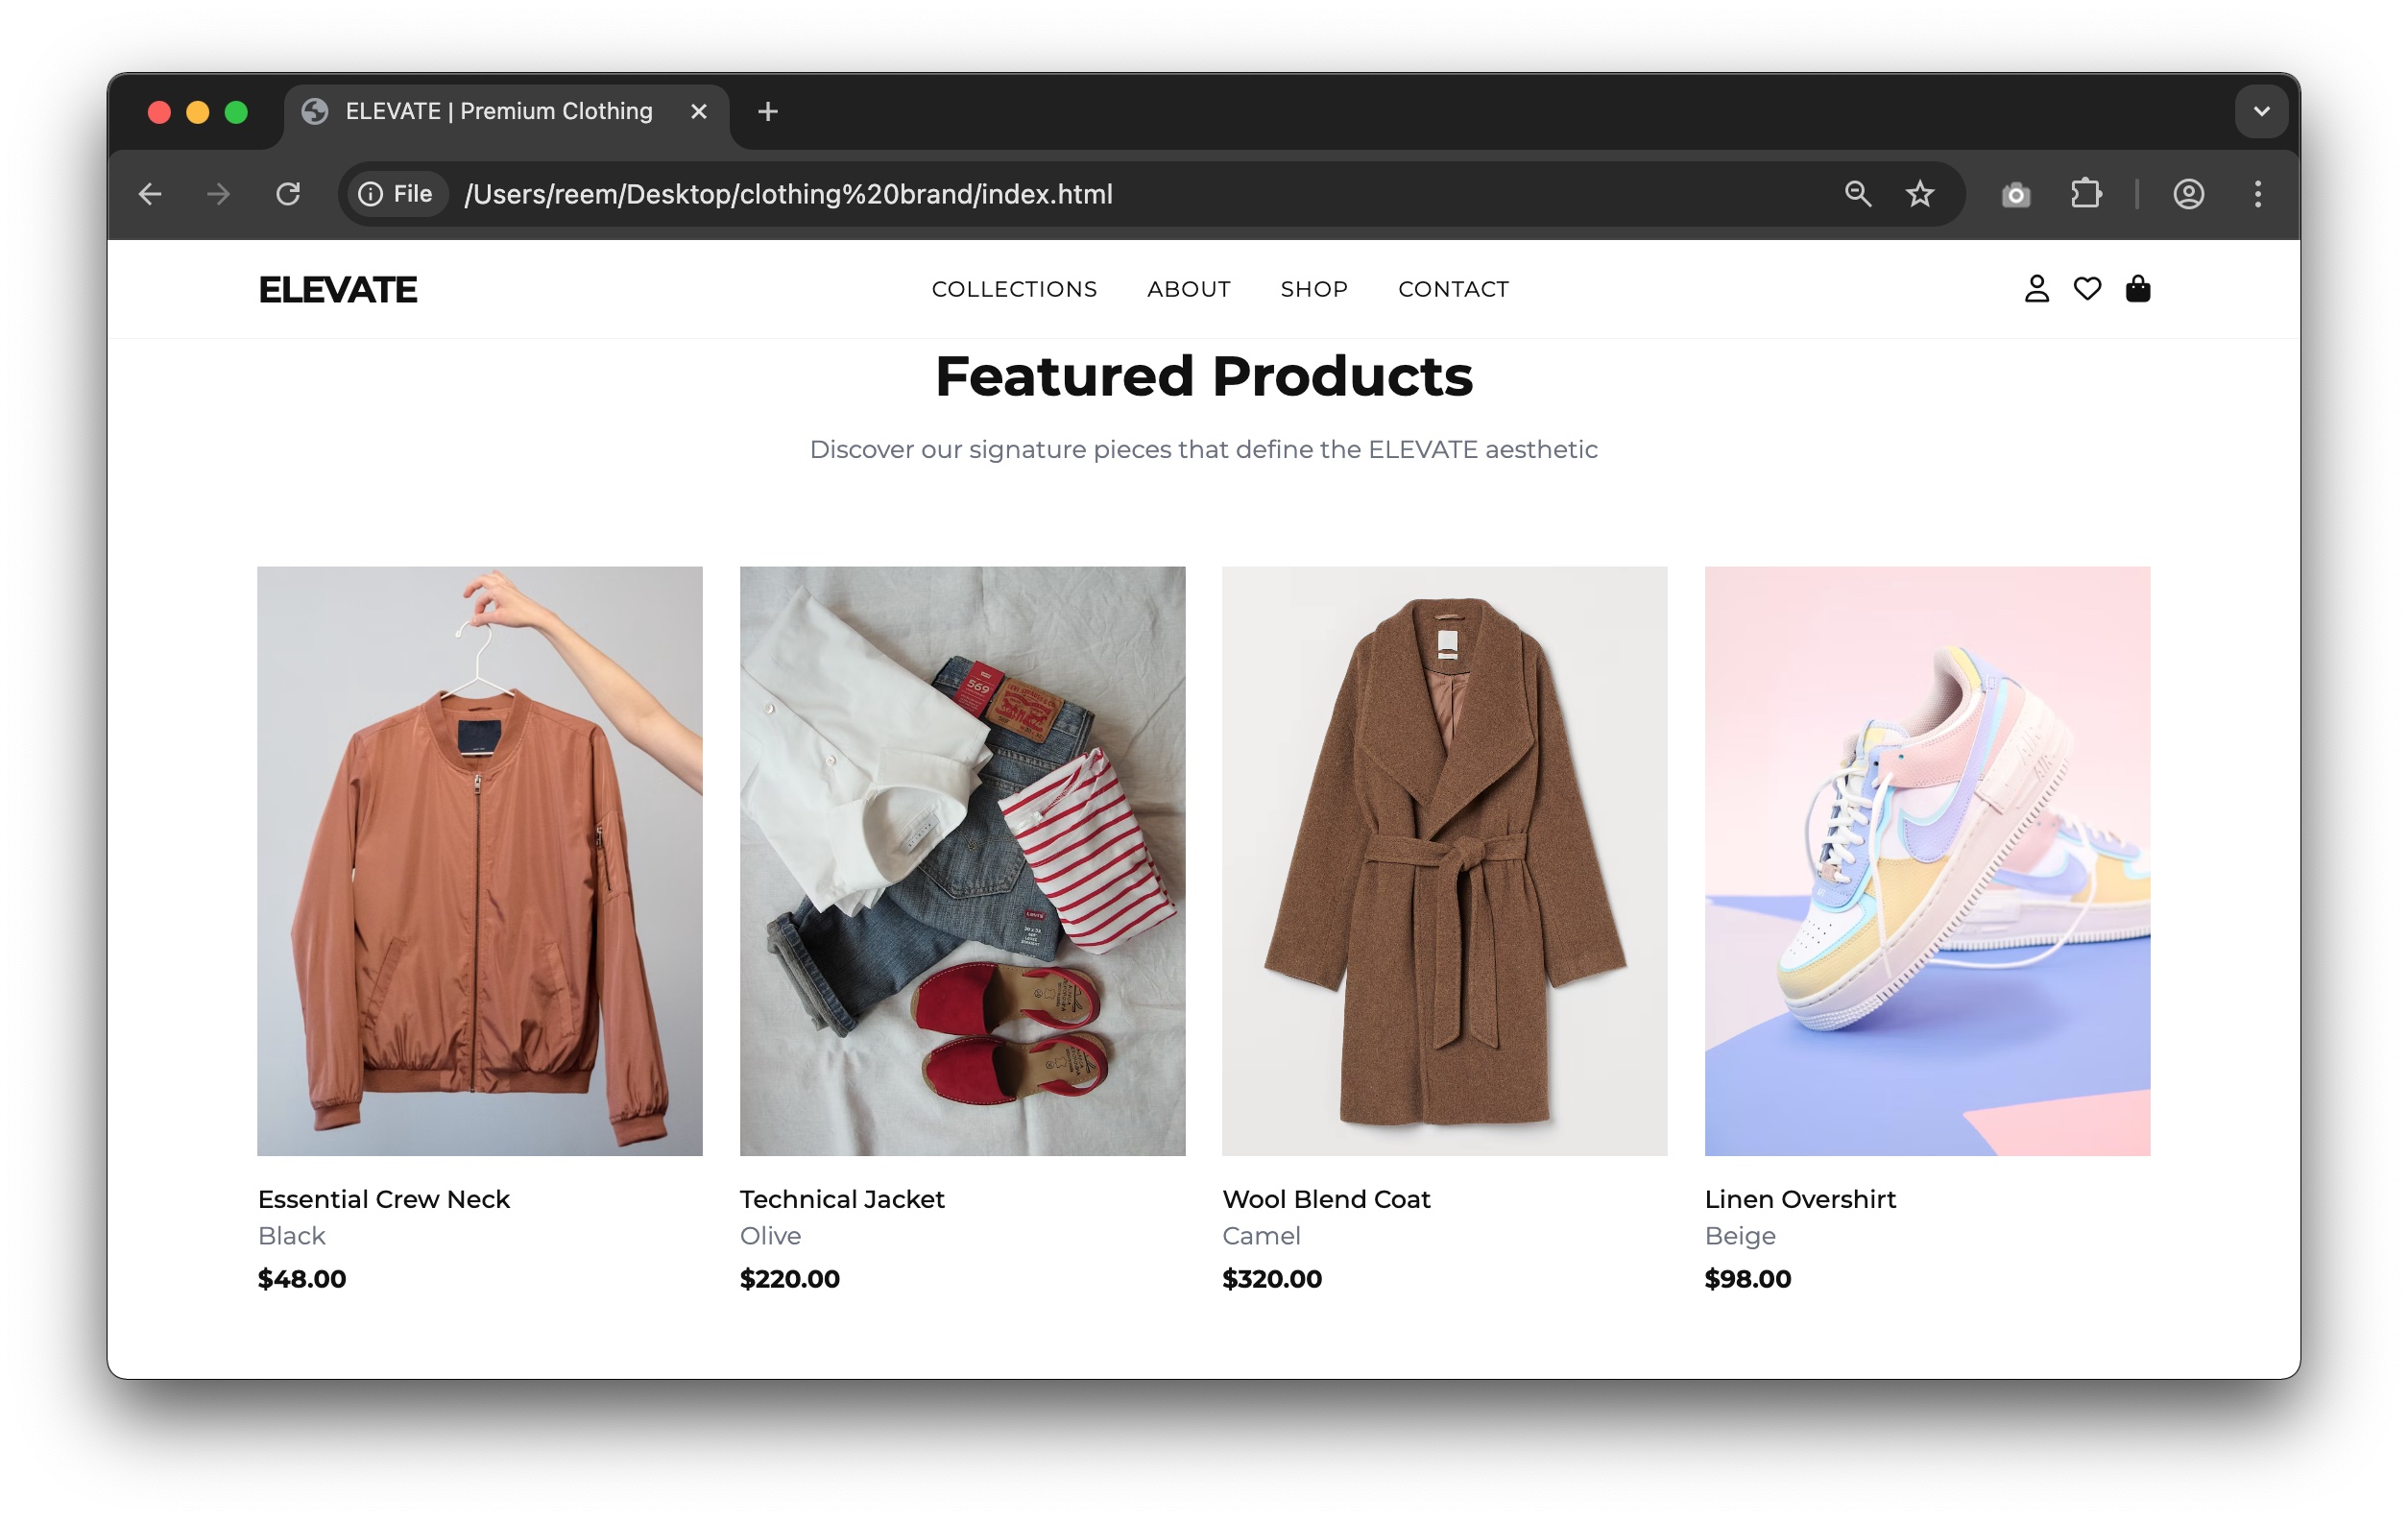 ELEVATE | Premium Clothing
File /Users/reem/Desktop/clothing%20brand/index.html
ELEVATE COLLECTIONS ABOUT SHOP CONTACT
Featured Products
Discover our signature pieces that define the ELEVATE aesthetic
569
Essential Crew Neck
Black
$48.00
Technical Jacket
Olive
$220.00
Wool Blend Coat
Camel
$320.00
Linen Overshirt
Beige
$98.00